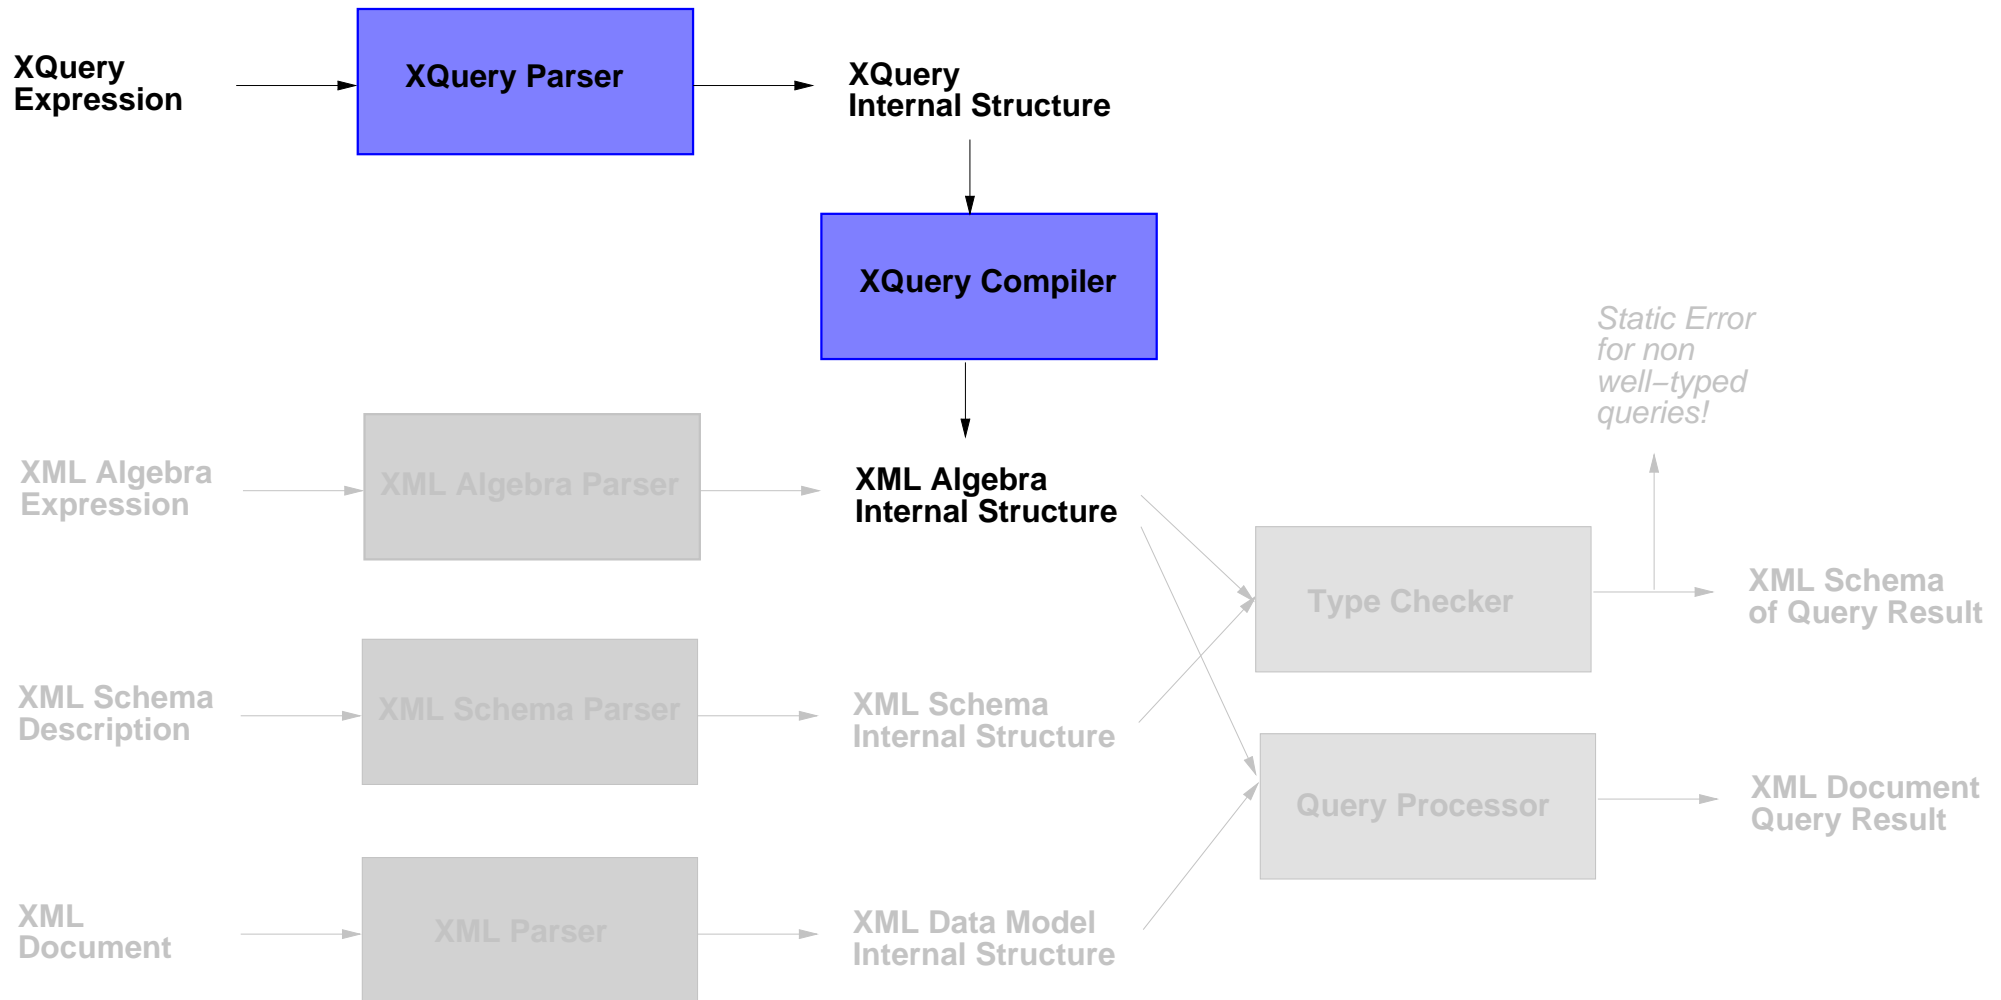 XQuery
Expression
XQuery Parser
XQuery
Internal Structure
XQuery Compiler
Static Error
for non
well−typed
queries!
XML Algebra
Expression
XML Algebra Parser
XML Algebra
Internal Structure
Type Checker
XML Schema
of Query Result
XML Schema
Description
XML Schema Parser
XML Schema
Internal Structure
Query Processor
XML Document
Query Result
XML
Document
XML Parser
XML Data Model
Internal Structure